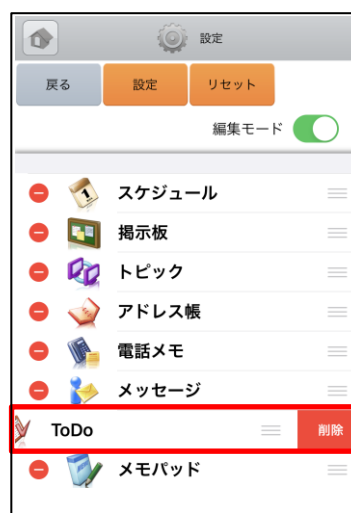 設定
戻る
設定
リセット
編集モード
スケジュール
掲示板
トピック
アドレス帳
電話メモ
メッセージ
ToDo
削除
メモパッド